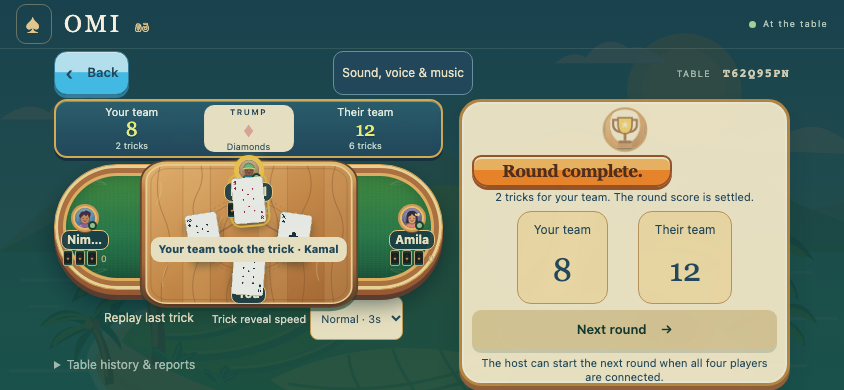 OMI
At the table
Back
Sound, voice & music
TABLE T62Q95PN
Your team
8
2 tricks
TRUMP
Diamonds
Their team
12
6 tricks
Nim...
0
Amila
0
Your team took the trick · Kamal
Replay last trick
Trick reveal speed
Normal · 3s
Table history & reports
Round complete.
2 tricks for your team. The round score is settled.
Your team
8
Their team
12
Next round →
The host can start the next round when all four players
are connected.